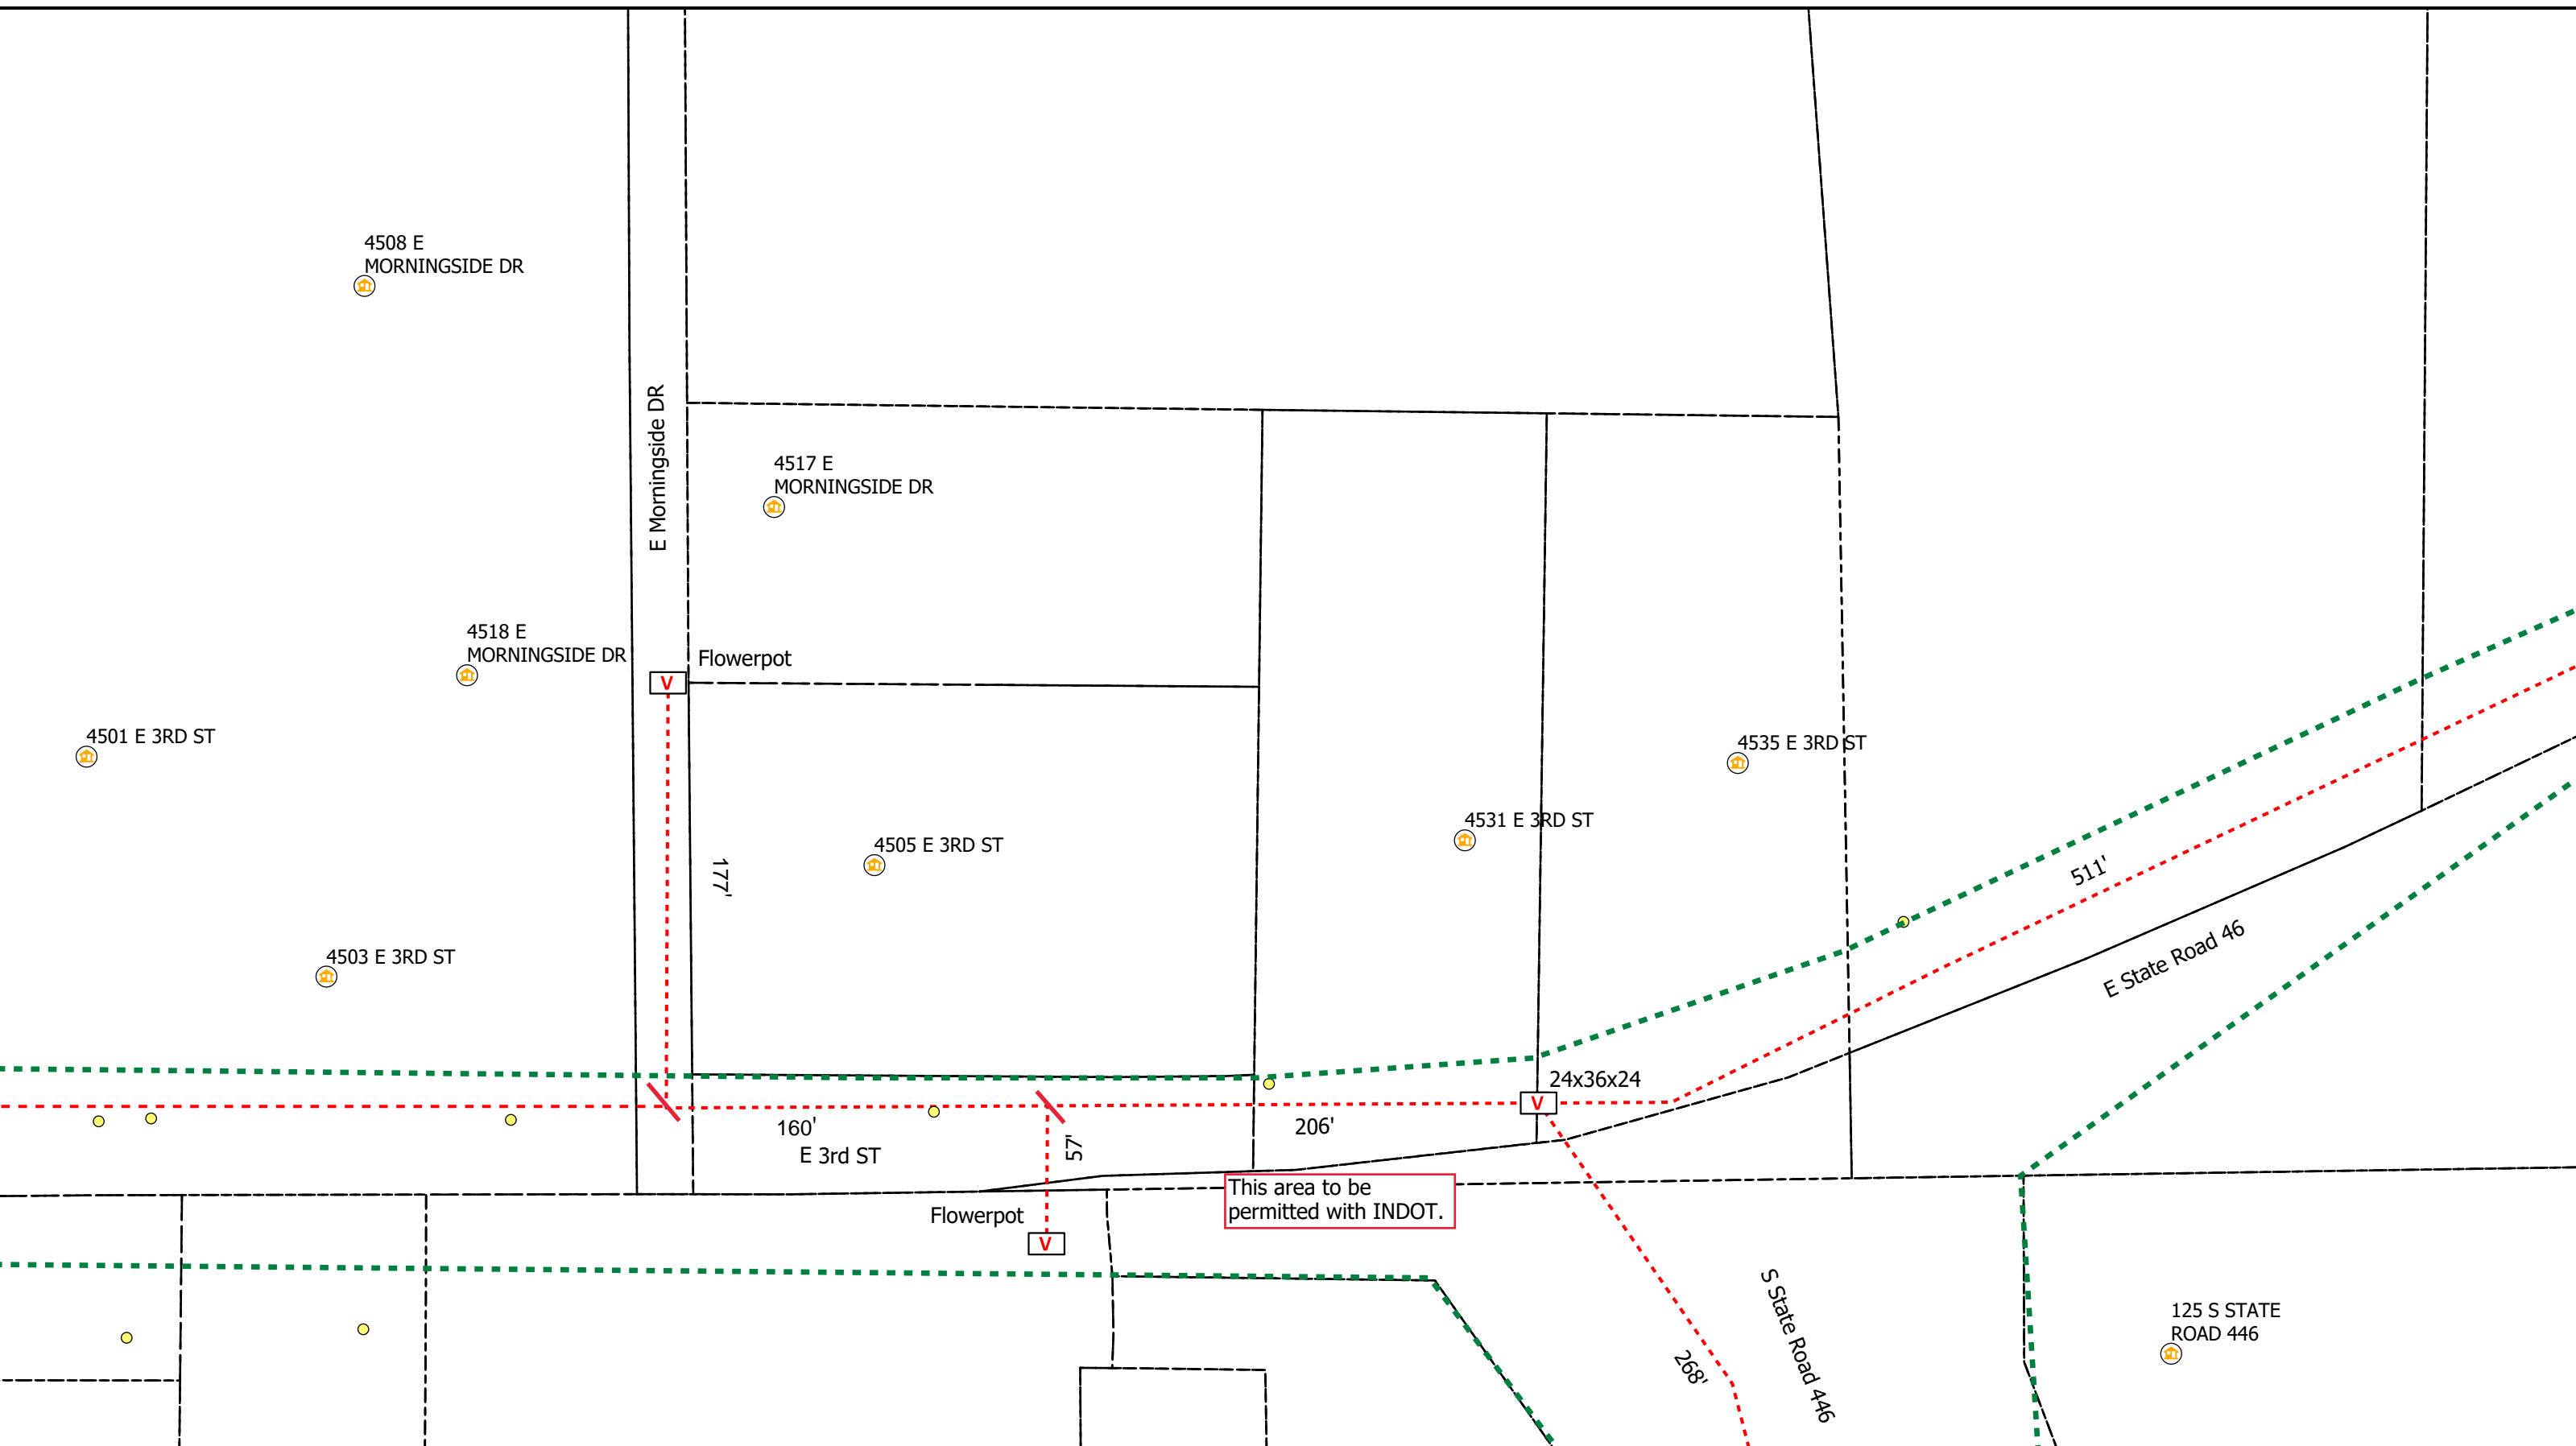 4508 E
MORNINGSIDE DR
E Morningside DR
4517 E
MORNINGSIDE DR
4518 E
MORNINGSIDE DR
Flowerpot
V
4501 E 3RD ST
4535 E 3RD ST
4531 E 3RD ST
4505 E 3RD ST
177'
511'
4503 E 3RD ST
E State Road 46
24x36x24
V
160'
206'
57'
E 3rd ST
This area to be
permitted with INDOT.
Flowerpot
V
S State Road 446
268'
125 S STATE
ROAD 446